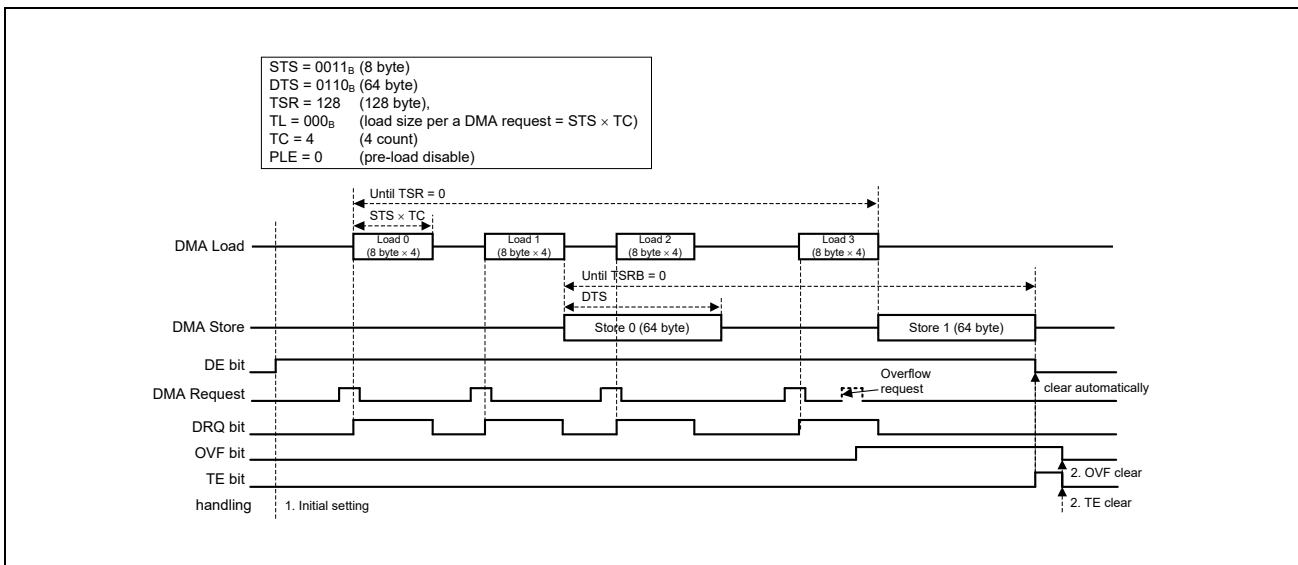 STS = 0011B (8 byte)
DTS = 0110B (64 byte)
TSR = 128 (128 byte),
TL = 000B (load size per a DMA request = STS × TC)
TC = 4 (4 count)
PLE = 0 (pre-load disable)
Until TSR = 0
STS × TC
DMA Load
Load 0
(8 byte × 4)
Load 1
(8 byte × 4)
Load 2
(8 byte × 4)
Load 3
(8 byte × 4)
Until TSRB = 0
DTS
DMA Store
Store 0 (64 byte)
Store 1 (64 byte)
DE bit
Overflow
request
clear automatically
DMA Request
DRQ bit
OVF bit
2. OVF clear
TE bit
handling
1. Initial setting
2. TE clear